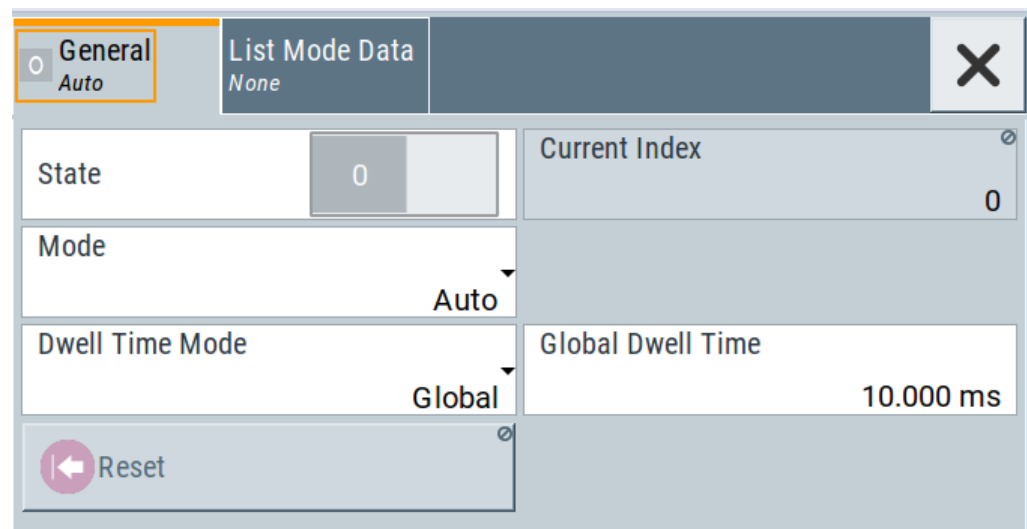 0
General
Auto
List Mode Data
None
State
0
Current Index
0
Mode
Auto
Dwell Time Mode
Global
Global Dwell Time
10.000 ms
Reset